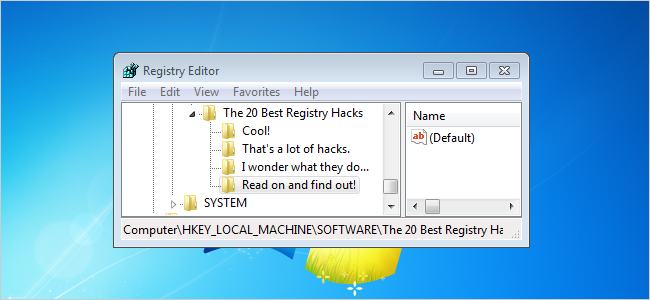 Registry Editor
File Edit View Favorites Help
The 20 Best Registry Hacks
Cool!
That's a lot of hacks.
I wonder what they do...
Read on and find out!
SYSTEM
Name
ab (Default)
Computer\HKEY_LOCAL_MACHINE\SOFTWARE\The 20 Best Registry Ha